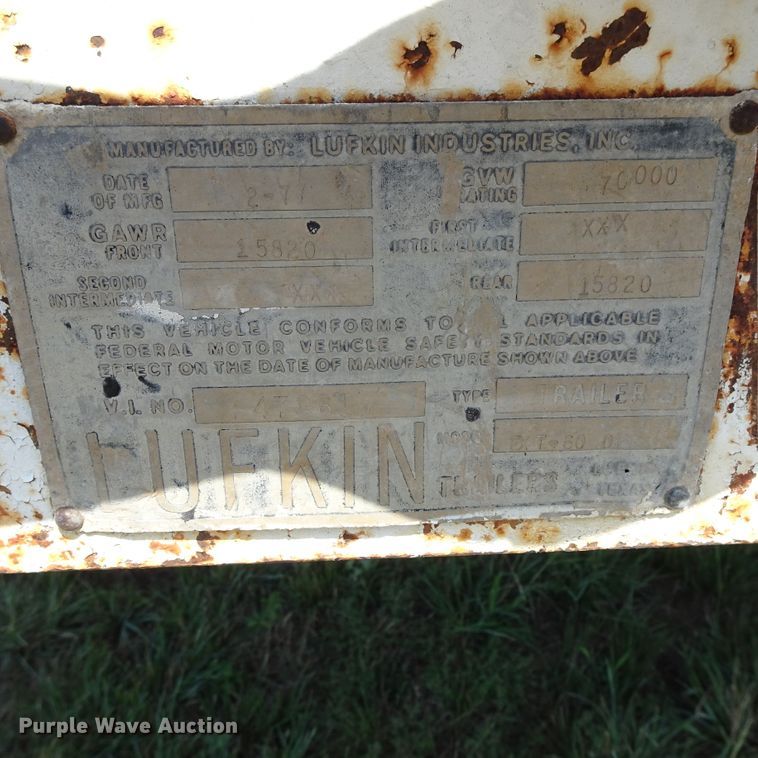 MANUFACTURED BY: LUFKIN INDUSTRIES, INC.
DATE OF MFG 2-77 GVW RATING 70000
GAWR FRONT 15820 FIRST INTERMEDIATE XXX
SECOND INTERMEDIATE XX REAR 15820
THIS VEHICLE CONFORMS TO ALL APPLICABLE
FEDERAL MOTOR VEHICLE SAFETY STANDARDS IN
EFFECT ON THE DATE OF MANUFACTURE SHOWN ABOVE
V.I. NO. TYPE TRAILER
MODEL
LUFKIN TRAILERS
Purple Wave Auction